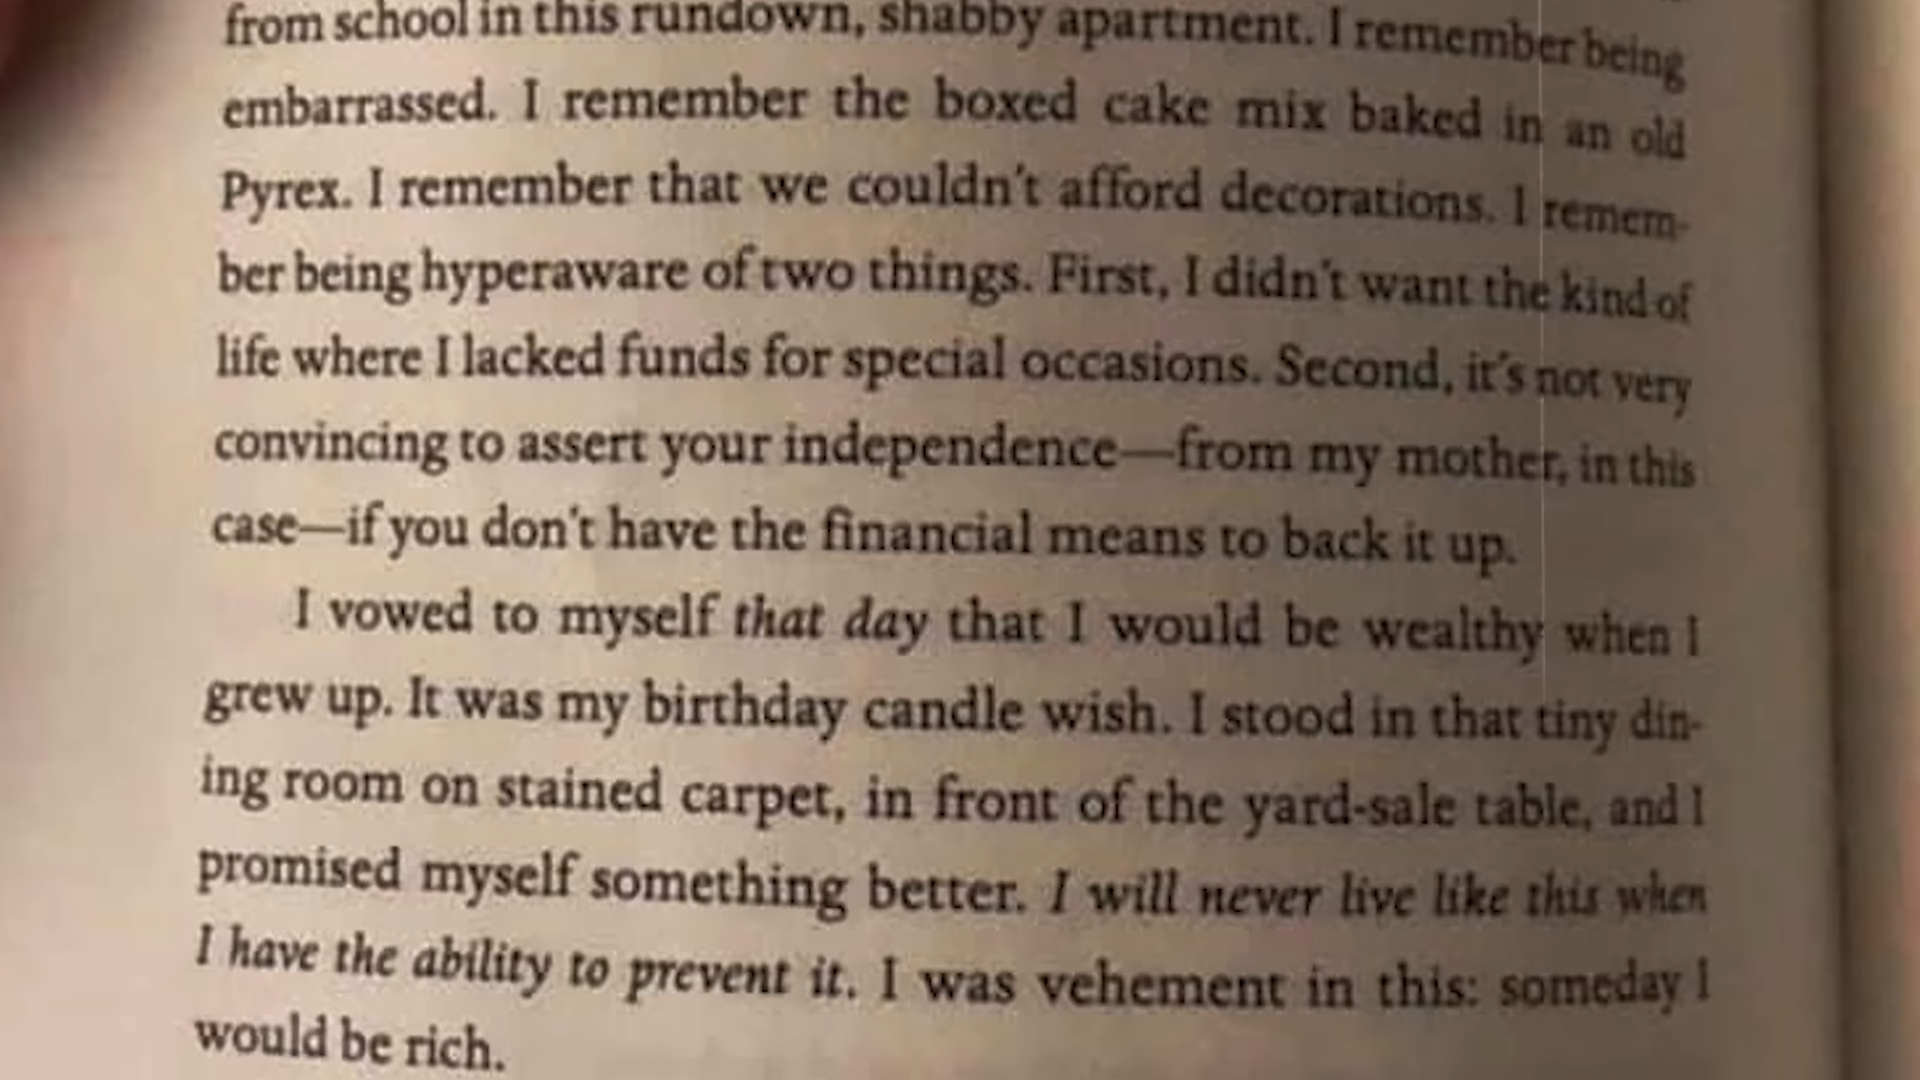 from school in this rundown, shabby apartment. I remember being
embarrassed. I remember the boxed cake mix baked in an old
Pyrex. I remember that we couldn't afford decorations. I remem-
ber being hyperaware of two things. First, I didn't want the kind of
life where I lacked funds for special occasions. Second, it's not very
convincing to assert your independence—from my mother, in this
case—if you don't have the financial means to back it up.
I vowed to myself that day that I would be wealthy when I
grew up. It was my birthday candle wish. I stood in that tiny din-
ing room on stained carpet, in front of the yard-sale table, and I
promised myself something better. I will never live like this when
I have the ability to prevent it. I was vehement in this: someday I
would be rich.